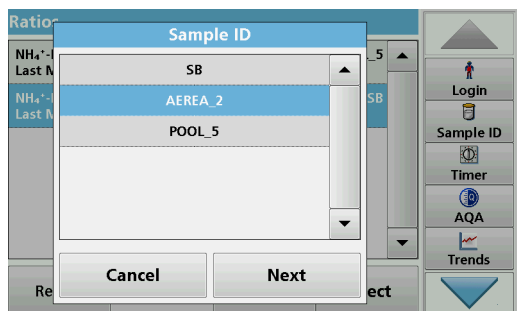 Ratios
Sample ID
NH₄⁺-
Last
_5
SB
AEREA_2
POOL_5
NH₄⁺-
Last
SB
Cancel
Next
Re
ect
Login
Sample ID
Timer
AQA
Trends